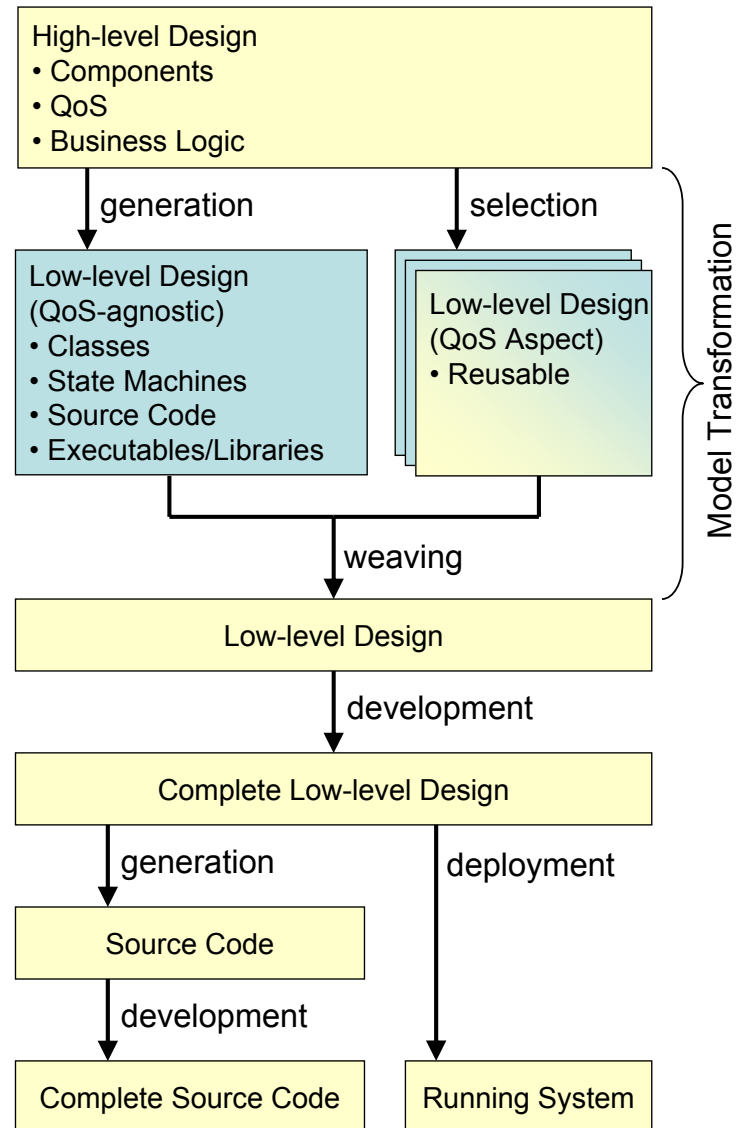 High-level Design
• Components
• QoS
• Business Logic
generation
selection
Low-level Design
(QoS-agnostic)
• Classes
• State Machines
• Source Code
• Executables/Libraries
Low-level Design
(QoS Aspect)
• Reusable
Model Transformation
weaving
Low-level Design
development
Complete Low-level Design
generation
deployment
Source Code
development
Complete Source Code
Running System